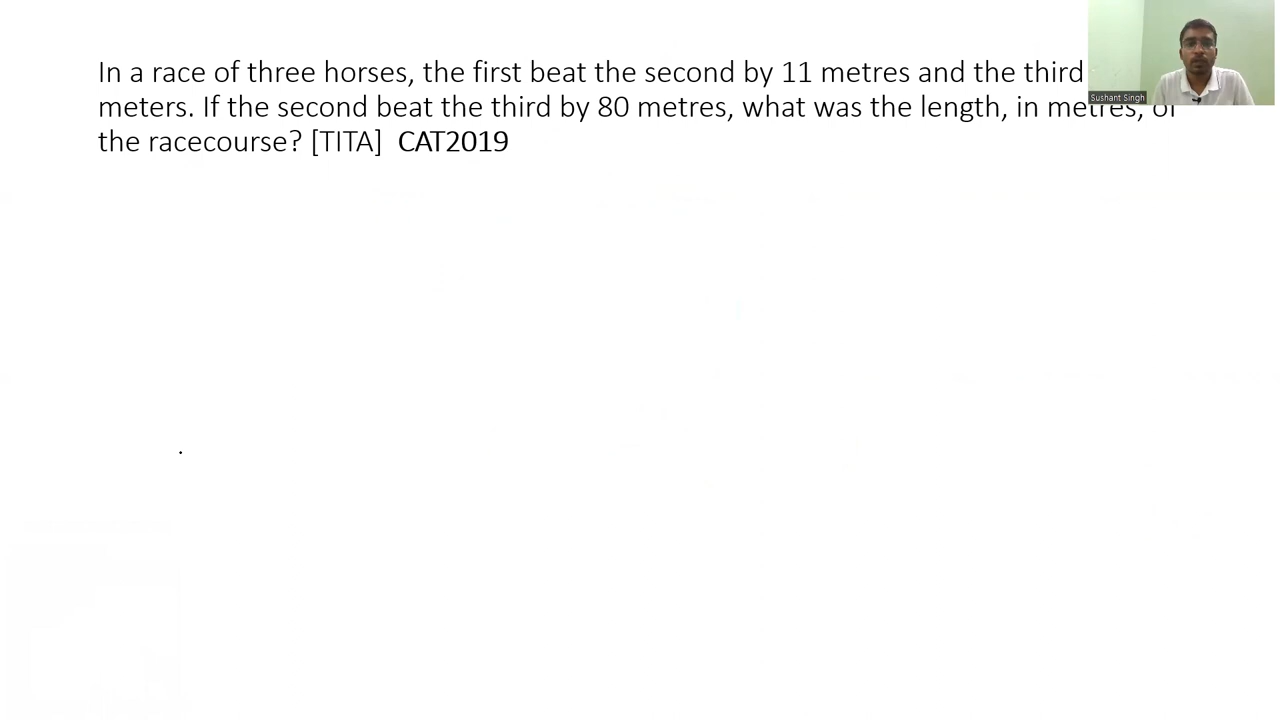 In a race of three horses, the first beat the second by 11 metres and the third
meters. If the second beat the third by 80 metres, what was the length, in metres, of
the racecourse? [TITA] CAT2019
Sushant Singh